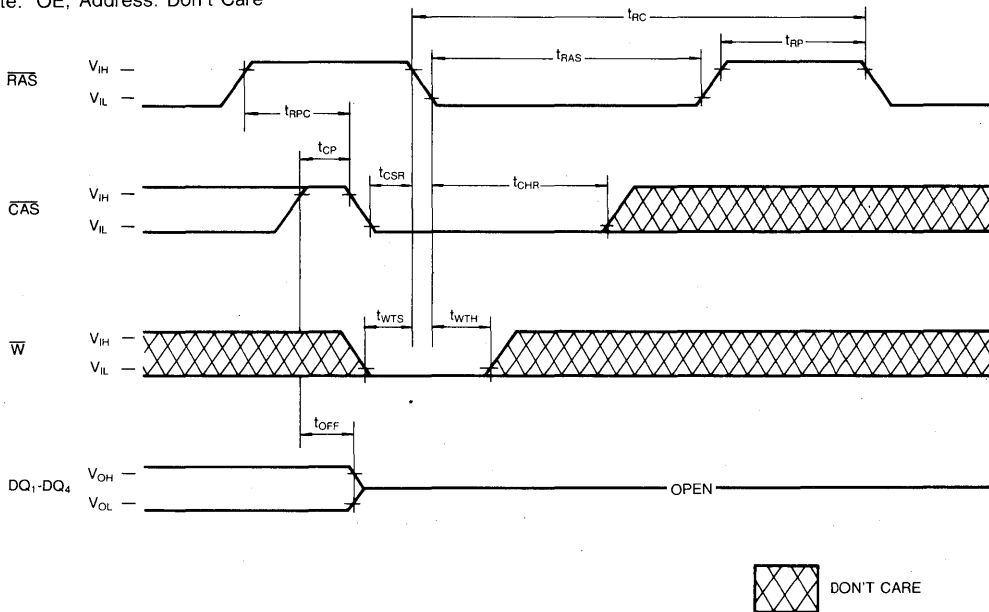 OE, Address: Don't Care
tRC
tRP
tRAS
RAS
VIH
VIL
tRPC
tCP
tCSR
tCHR
CAS
VIH
VIL
tWTS
tWTH
W
VIH
VIL
tOFF
DQ1-DQ4
VOH
VOL
OPEN
DON'T CARE